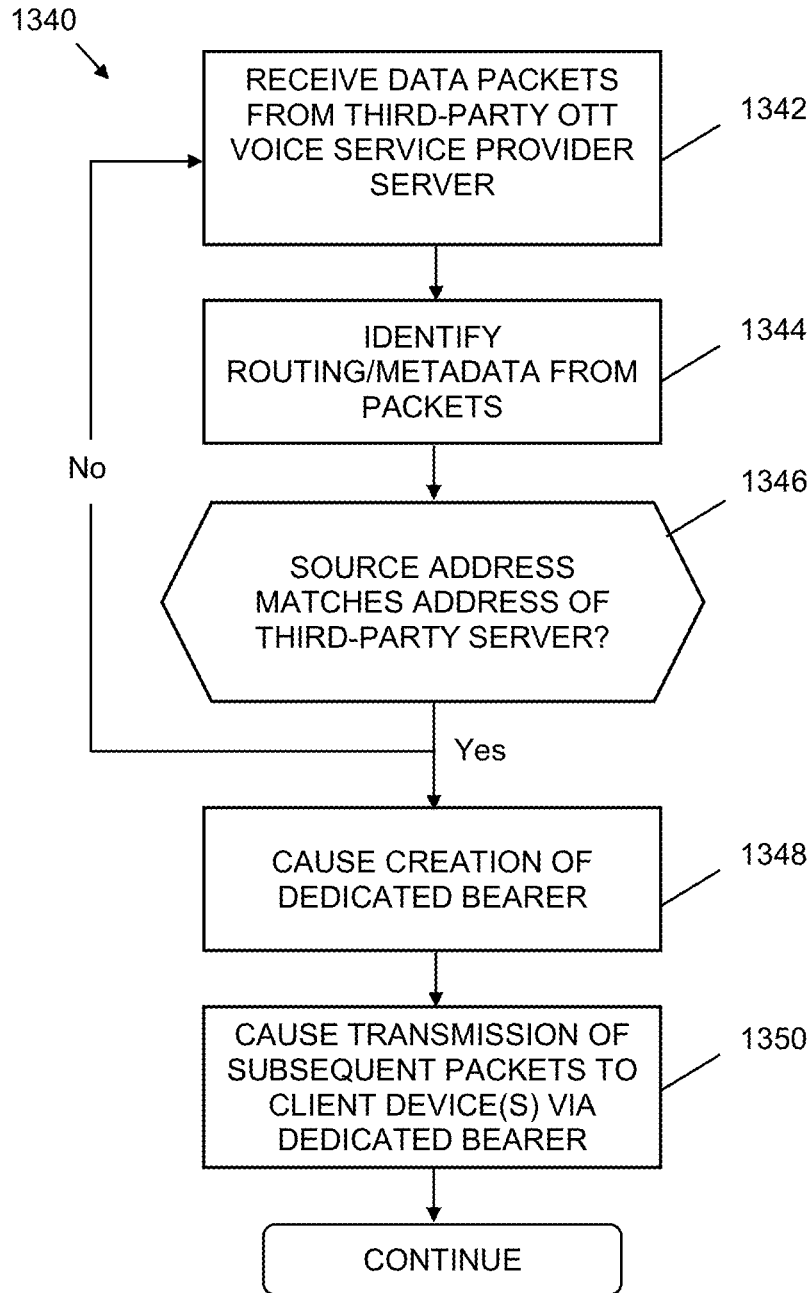 1340
RECEIVE DATA PACKETS
FROM THIRD-PARTY OTT
VOICE SERVICE PROVIDER
SERVER
1342
IDENTIFY
ROUTING/METADATA FROM
PACKETS
1344
No
SOURCE ADDRESS
MATCHES ADDRESS OF
THIRD-PARTY SERVER?
1346
Yes
CAUSE CREATION OF
DEDICATED BEARER
1348
CAUSE TRANSMISSION OF
SUBSEQUENT PACKETS TO
CLIENT DEVICE(S) VIA
DEDICATED BEARER
1350
CONTINUE